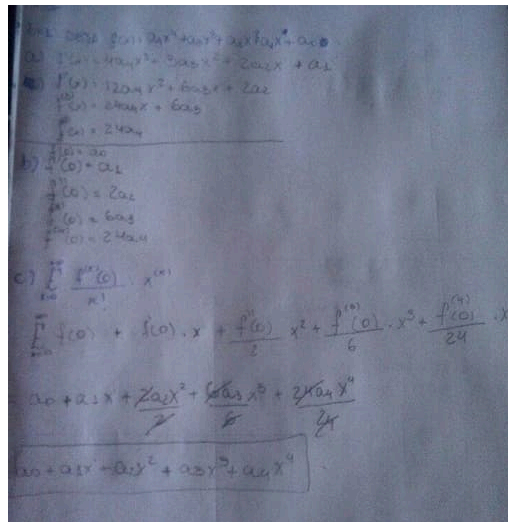 f(x) = a₄x⁴ + a₃x³ + a₂x² + a₁x + a₀
a) f'(x) = 4a₄x³ + 3a₃x² + 2a₂x + a₁
f''(x) = 12a₄x² + 6a₃x + 2a₂
f'''(x) = 24a₄x + 6a₃
(x) = 24a₄
b) f(0) = a₀
f'(0) = a₁
f''(0) = 2a₂
(0) = 6a₃
(0) = 24a₄
c) Σ f⁽ⁿ⁾(0) / n! · x⁽ⁿ⁾
Σ f(0) + f'(0) · x + f''(0)/2 x² + f⁽³⁾(0)/6 · x³ + f⁽⁴⁾(0)/24 · x
= a₀ + a₁x + 2a₂x²/2 + 6a₃x³/6 + 24a₄x⁴/24
a₀ + a₁x + a₂x² + a₃x³ + a₄x⁴